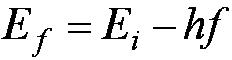 E_f = E_i − hf